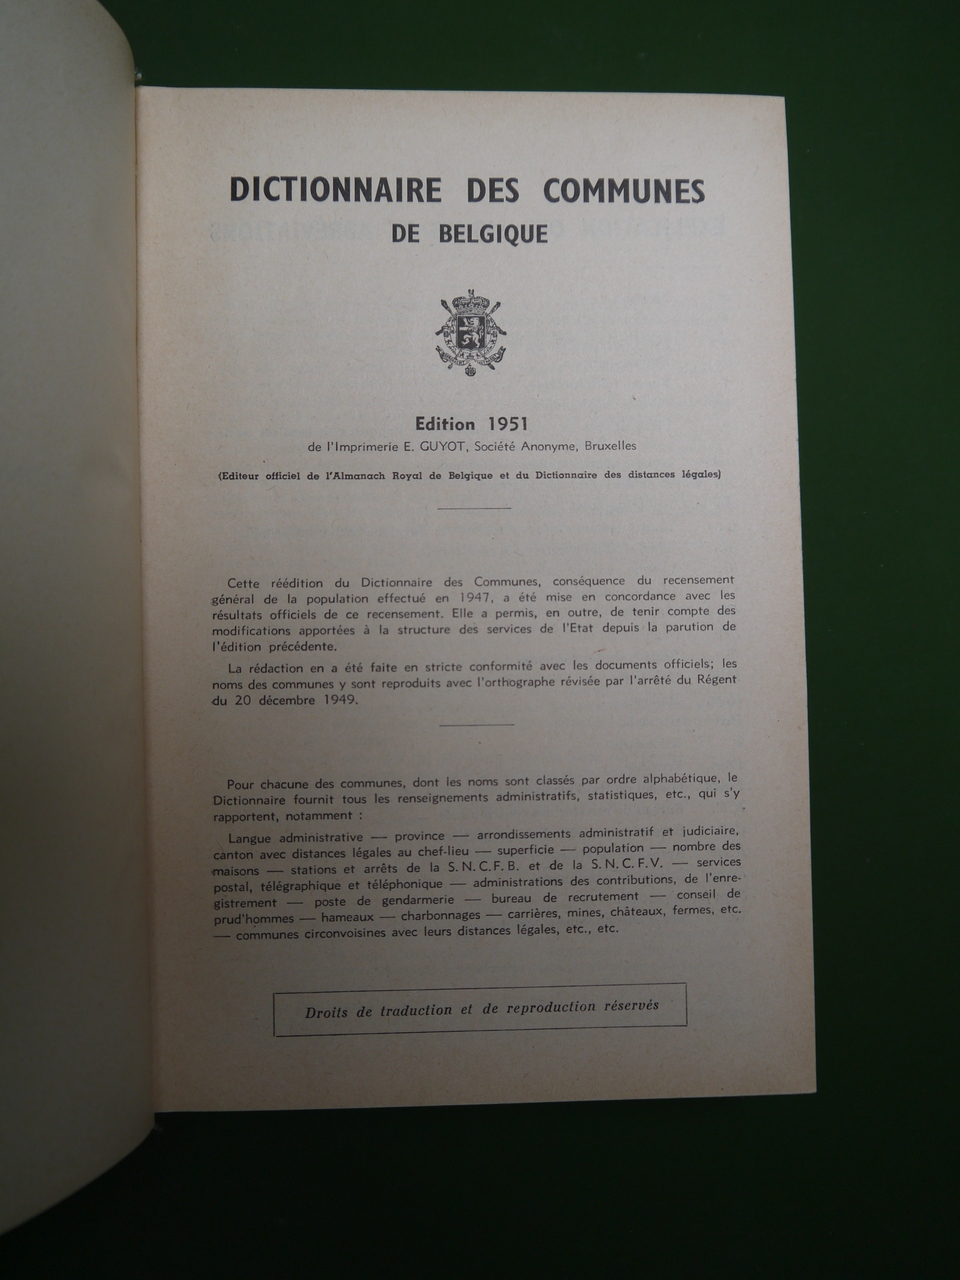 DICTIONNAIRE DES COMMUNES
DE BELGIQUE
Edition 1951
de l'Imprimerie E. GUYOT, Société Anonyme, Bruxelles
(Editeur officiel de l'Almanach Royal de Belgique et du Dictionnaire des distances légales)
Cette réédition du Dictionnaire des Communes, conséquence du recensement
général de la population effectué en 1947, a été mise en concordance avec les
résultats officiels de ce recensement. Elle a permis, en outre, de tenir compte des
modifications apportées à la structure des services de l'Etat depuis la parution de
l'édition précédente.
La rédaction en a été faite en stricte conformité avec les documents officiels; les
noms des communes y sont reproduits avec l'orthographe révisée par l'arrêté du Régent
du 20 décembre 1949.
Pour chacune des communes, dont les noms sont classés par ordre alphabétique, le
Dictionnaire fournit tous les renseignements administratifs, statistiques, etc., qui s'y
rapportent, notamment :
Langue administrative — province — arrondissements administratif et judiciaire,
canton avec distances légales au chef-lieu — superficie — population — nombre des
maisons — stations et arrêts de la S. N. C. F. B. et de la S. N. C. F. V. — services
postal, télégraphique et téléphonique — administrations des contributions, de l'enre-
gistrement — poste de gendarmerie — bureau de recrutement — conseil de
prud'hommes — hameaux — charbonnages — carrières, mines, châteaux, fermes, etc.
— communes circonvoisines avec leurs distances légales, etc., etc.
Droits de traduction et de reproduction réservés